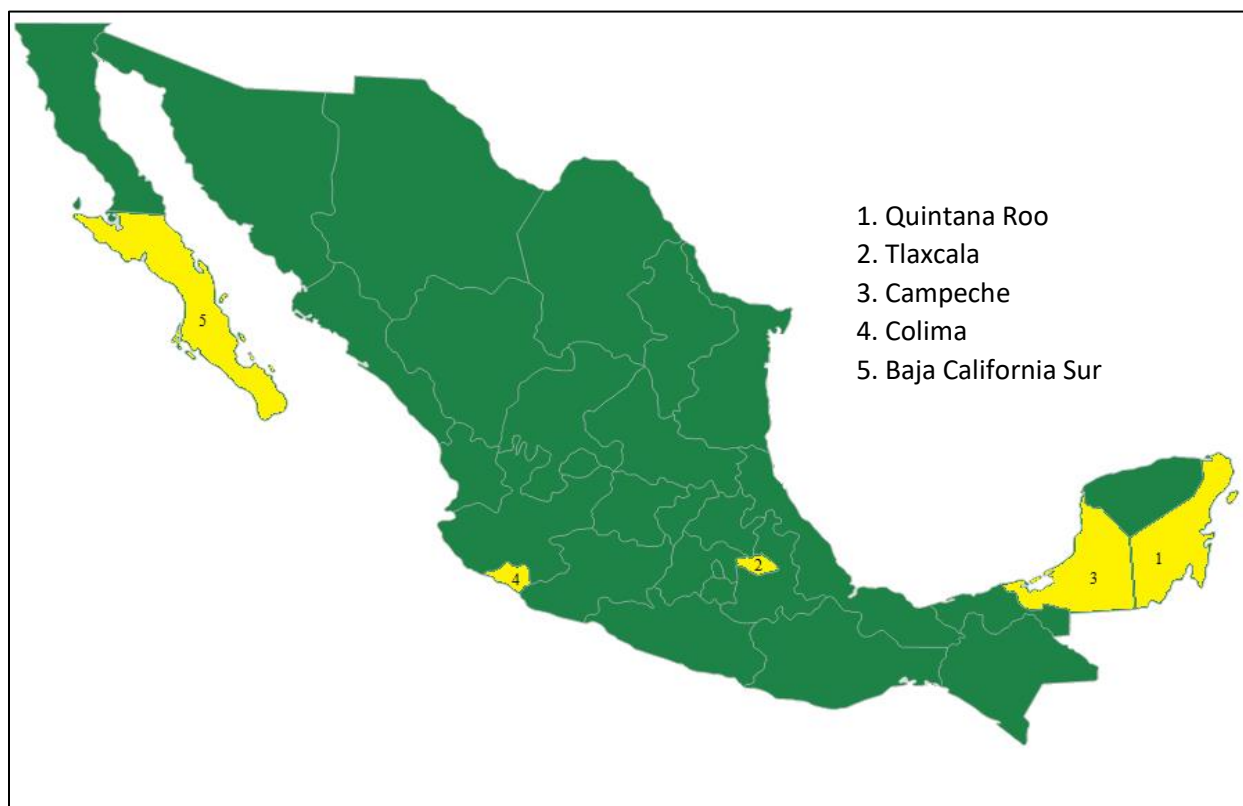 1. Quintana Roo
2. Tlaxcala
3. Campeche
4. Colima
5. Baja California Sur
5
4
2
3
1